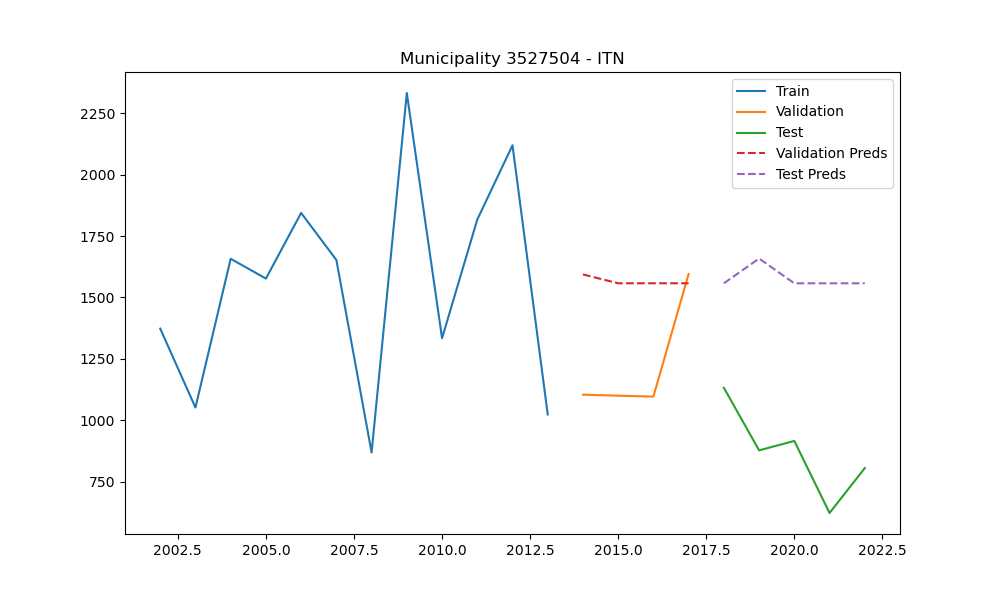 Municipality 3527504 - ITN
Train
Validation
Test
Validation Preds
Test Preds
2250
2000
1750
1500
1250
1000
750
2002.5 2005.0 2007.5 2010.0 2012.5 2015.0 2017.5 2020.0 2022.5